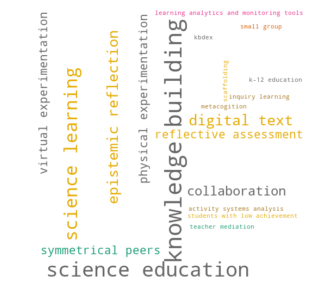 learning analytics and monitoring tools
small group
kbdex
virtual experimentation
physical experimentation
knowledge building
epistemic reflection
scaffolding
science learning
k-12 education
inquiry learning
metacogition
digital text
reflective assessment
collaboration
activity systems analysis
students with low achievement
teacher mediation
symmetrical peers
science education